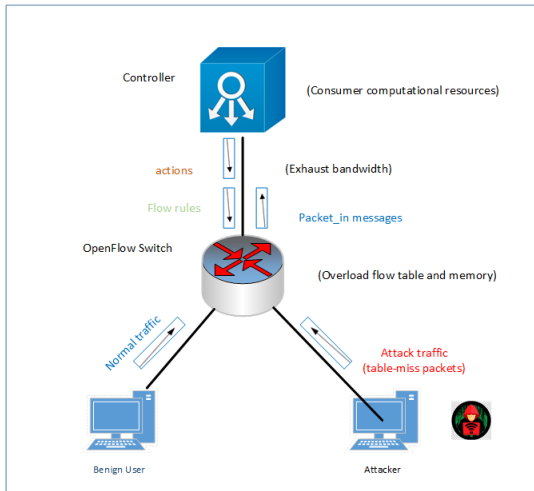 Controller
(Consumer computational resources)
actions
(Exhaust bandwidth)
Flow rules
Packet_in messages
OpenFlow Switch
(Overload flow table and memory)
Normal traffic
Attack traffic
(table-miss packets)
Benign User
Attacker